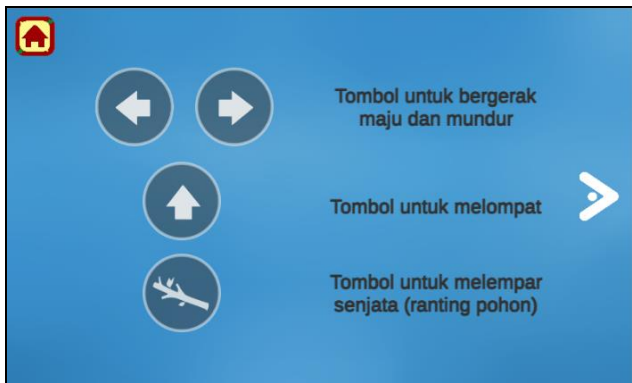 Tombol untuk bergerak
maju dan mundur
Tombol untuk melompat
Tombol untuk melempar
senjata (ranting pohon)